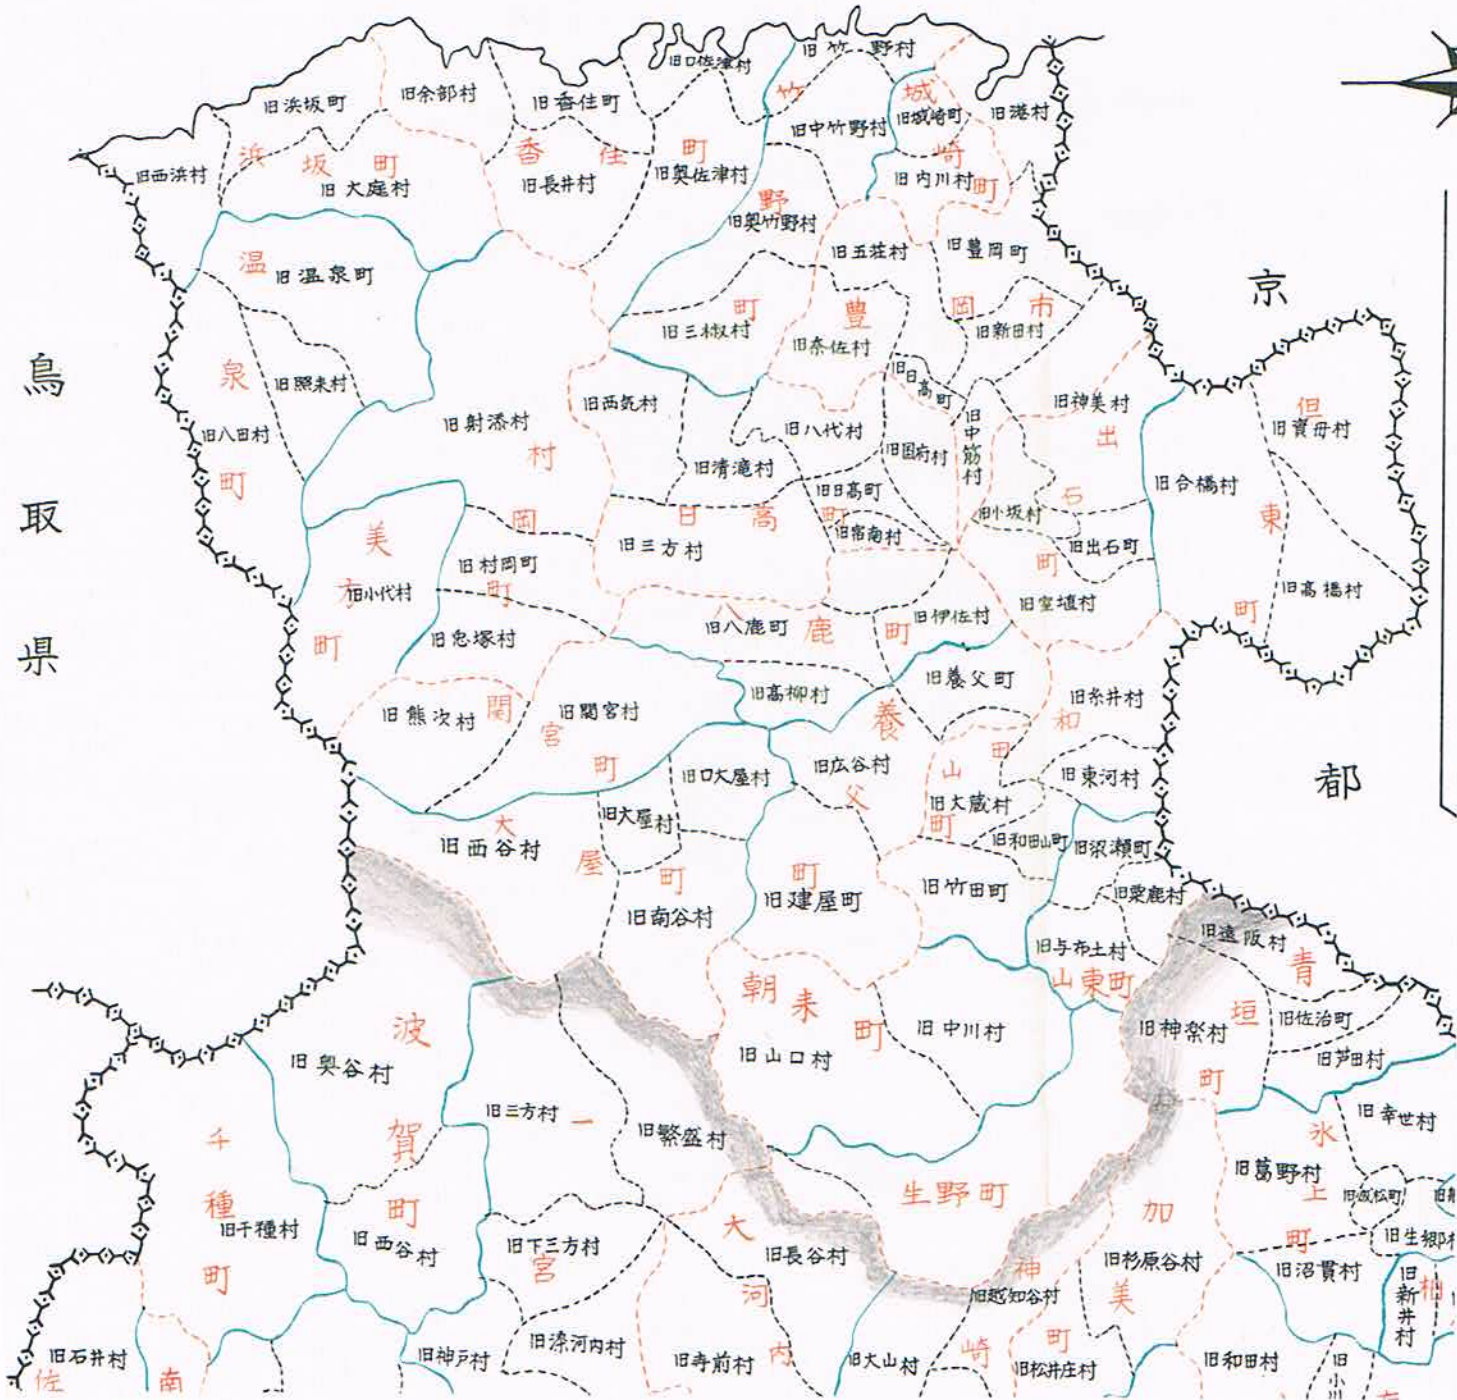 鳥取県
京都
浜坂町
香住町
竹野町
城崎町
温泉町
豊岡市
村岡町
美方町
日高町
出石町
但東町
八鹿町
関宮町
養父町
和田山町
大屋町
朝来町
山東町
青垣町
生野町
波賀町
一宮
千種町
大河内
神崎町
加美
氷上町
柏
佐
南
旧浜坂町
旧余部村
旧香住町
旧口佐津村
旧竹野村
旧西浜村
旧大庭村
旧長井村
旧奥佐津村
旧中竹野村
旧城崎町
旧港村
旧内川村
旧奥竹野村
旧温泉町
旧五荘村
旧豊岡町
旧三椒村
旧奈佐村
旧新田村
旧照来村
旧八田村
旧射添村
旧西気村
旧日高町
旧神美村
旧資母村
旧八代村
旧国府村
旧中筋村
旧清滝村
旧合橋村
旧日高町
旧小坂村
旧宿南村
旧出石町
旧三方村
旧村岡町
旧小代村
旧高橋村
旧室埴村
旧伊佐村
旧八鹿町
旧兎塚村
旧養父町
旧高柳村
旧糸井村
旧熊次村
旧関宮村
旧広谷村
旧口大屋村
旧東河村
旧大蔵村
旧大屋村
旧和田山町
旧梁瀬町
旧西谷村
旧建屋町
旧竹田町
旧粟鹿村
旧南谷村
旧与布土村
旧遠阪村
旧中川村
旧神楽村
旧佐治町
旧山口村
旧芦田村
旧奥谷村
旧三方村
旧繁盛村
旧幸世村
旧葛野村
旧成松町
旧生郷村
旧千種村
旧西谷村
旧下三方村
旧長谷村
旧杉原谷村
旧沼貫村
旧新井村
旧越知谷村
旧石井村
旧神戸村
旧染河内村
旧寺前村
旧大山村
旧松井庄村
旧和田村
旧小川